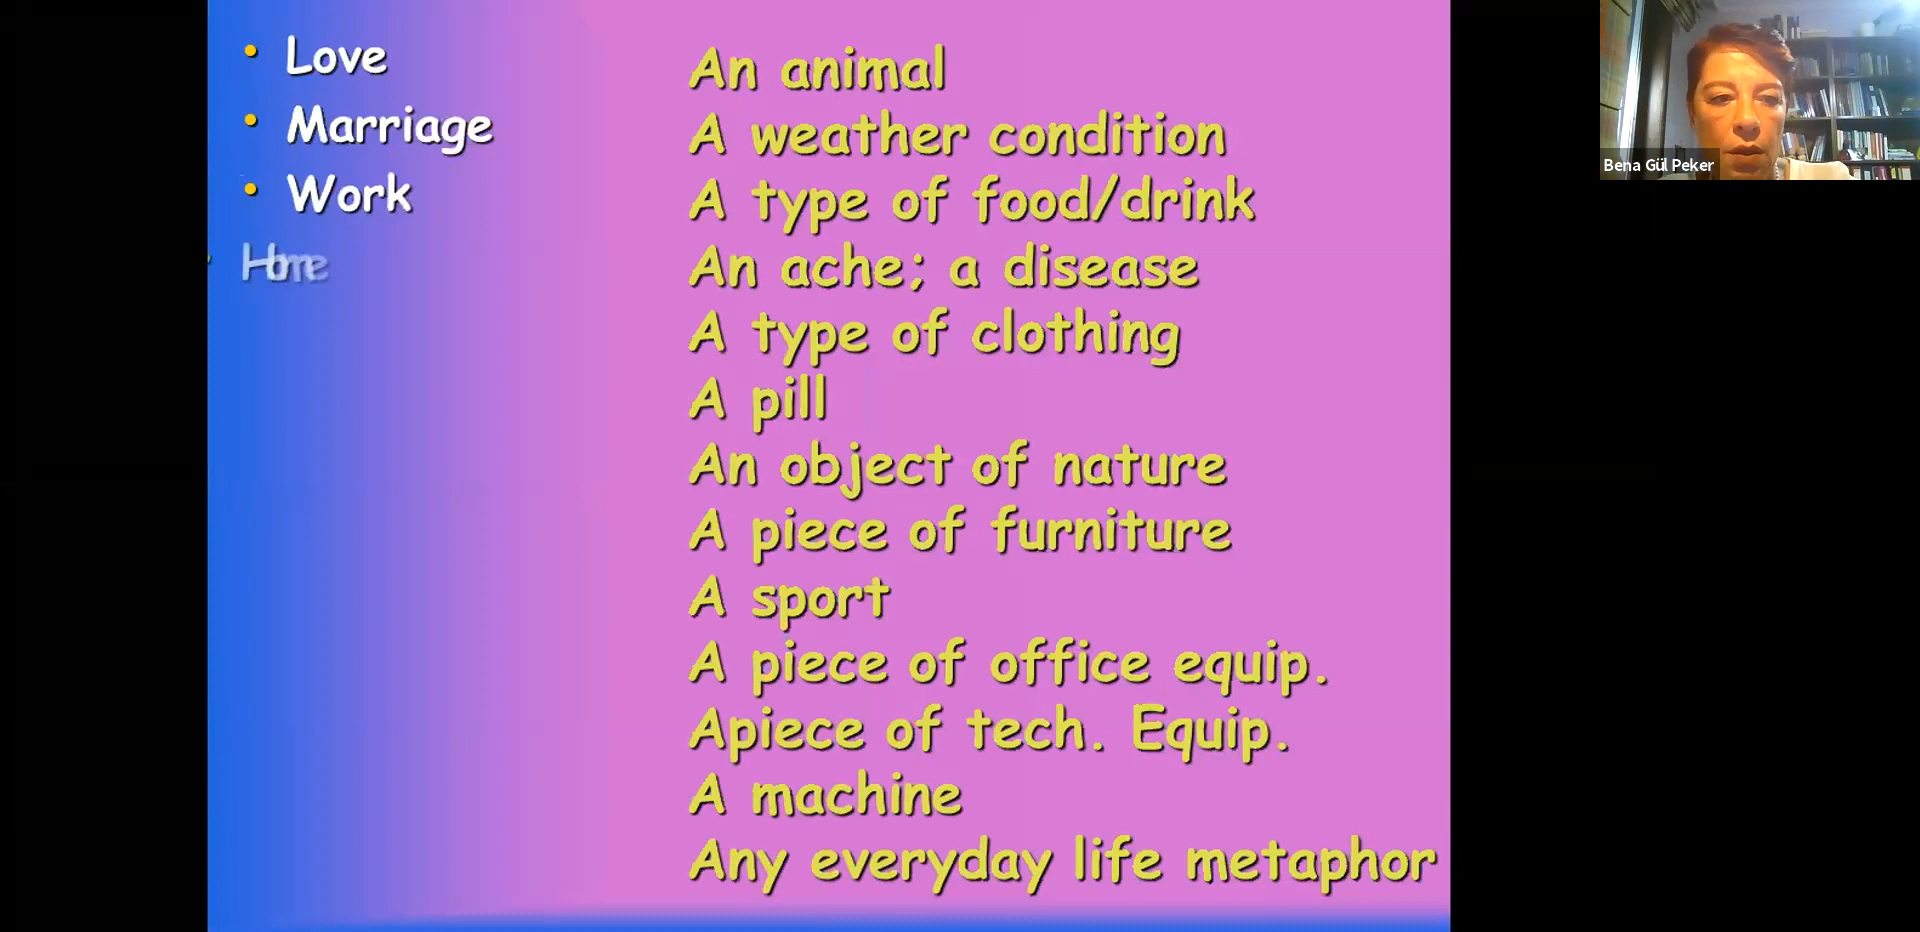 Love
Marriage
Work
Home
An animal
A weather condition
A type of food/drink
An ache; a disease
A type of clothing
A pill
An object of nature
A piece of furniture
A sport
A piece of office equip.
Apiece of tech. Equip.
A machine
Any everyday life metaphor
Bena Gül Peker